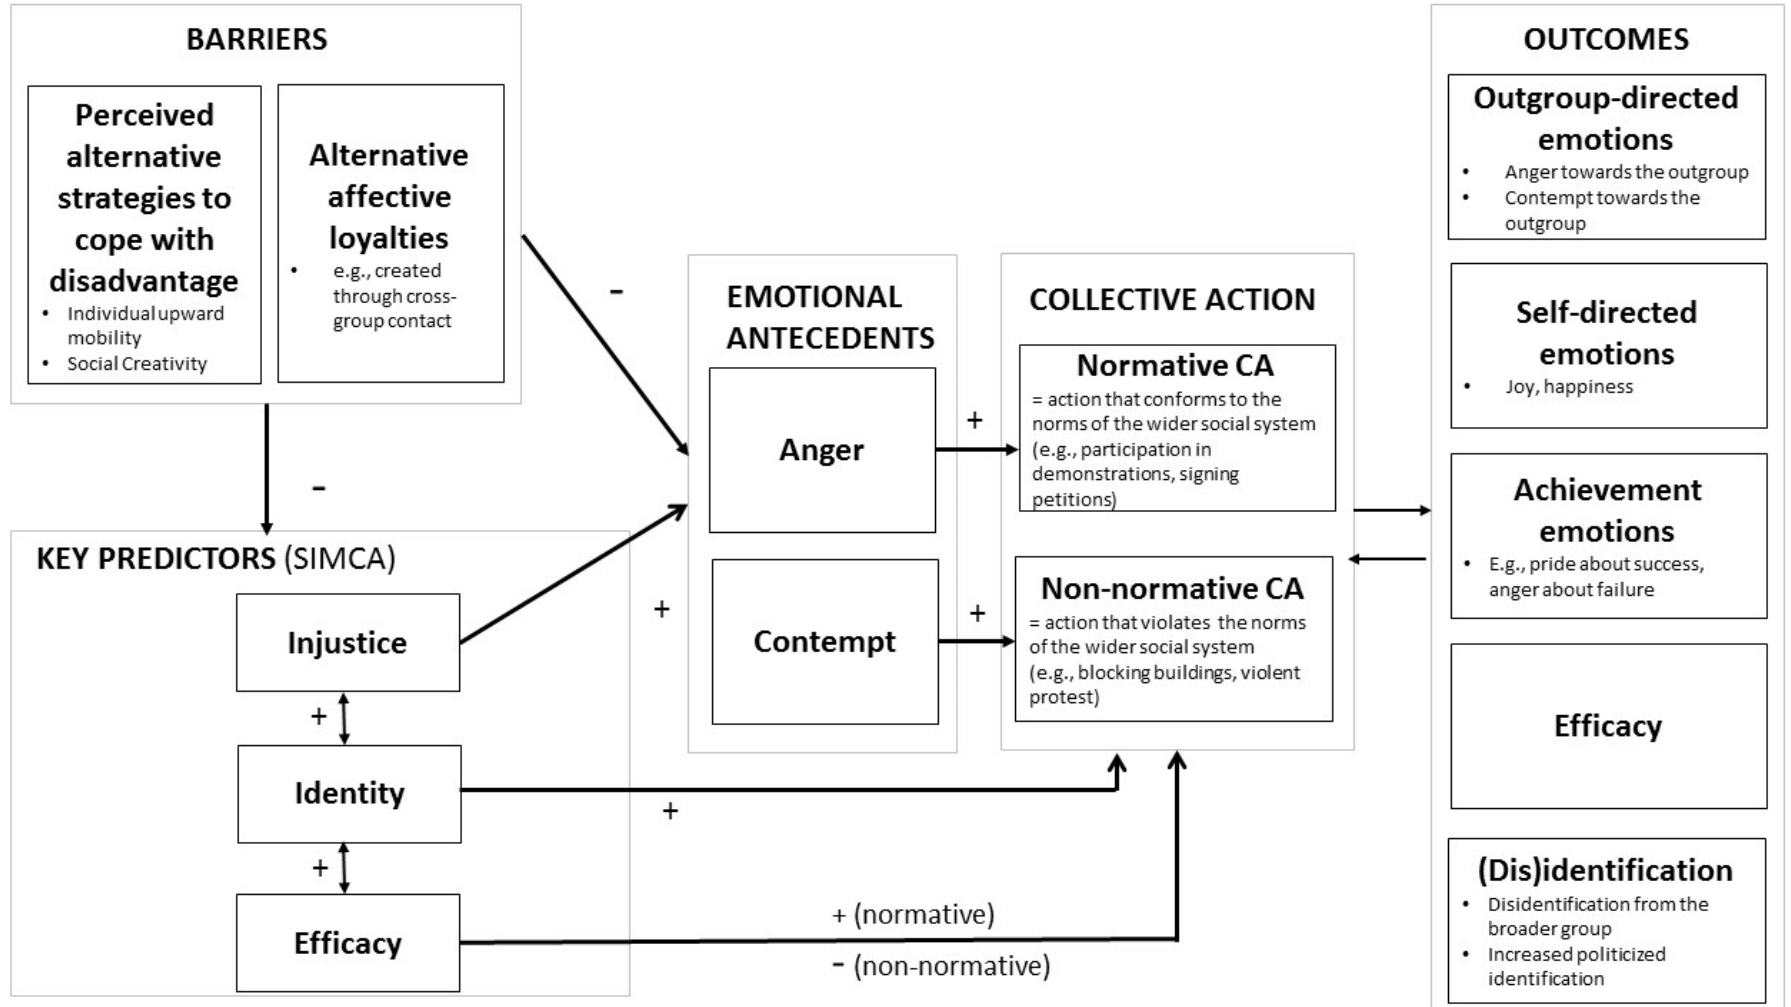 BARRIERS
Perceived
alternative
strategies to
cope with
disadvantage
• Individual upward
mobility
• Social Creativity
Alternative
affective
loyalties
• e.g., created
through cross-
group contact
-
-
KEY PREDICTORS (SIMCA)
Injustice
+
Identity
+
Efficacy
+
+
+ (normative)
- (non-normative)
EMOTIONAL
ANTECEDENTS
Anger
Contempt
+
+
COLLECTIVE ACTION
Normative CA
= action that conforms to the
norms of the wider social system
(e.g., participation in
demonstrations, signing
petitions)
Non-normative CA
= action that violates the norms
of the wider social system
(e.g., blocking buildings, violent
protest)
OUTCOMES
Outgroup-directed
emotions
• Anger towards the outgroup
• Contempt towards the
outgroup
Self-directed
emotions
• Joy, happiness
Achievement
emotions
• E.g., pride about success,
anger about failure
Efficacy
(Dis)identification
• Disidentification from the
broader group
• Increased politicized
identification